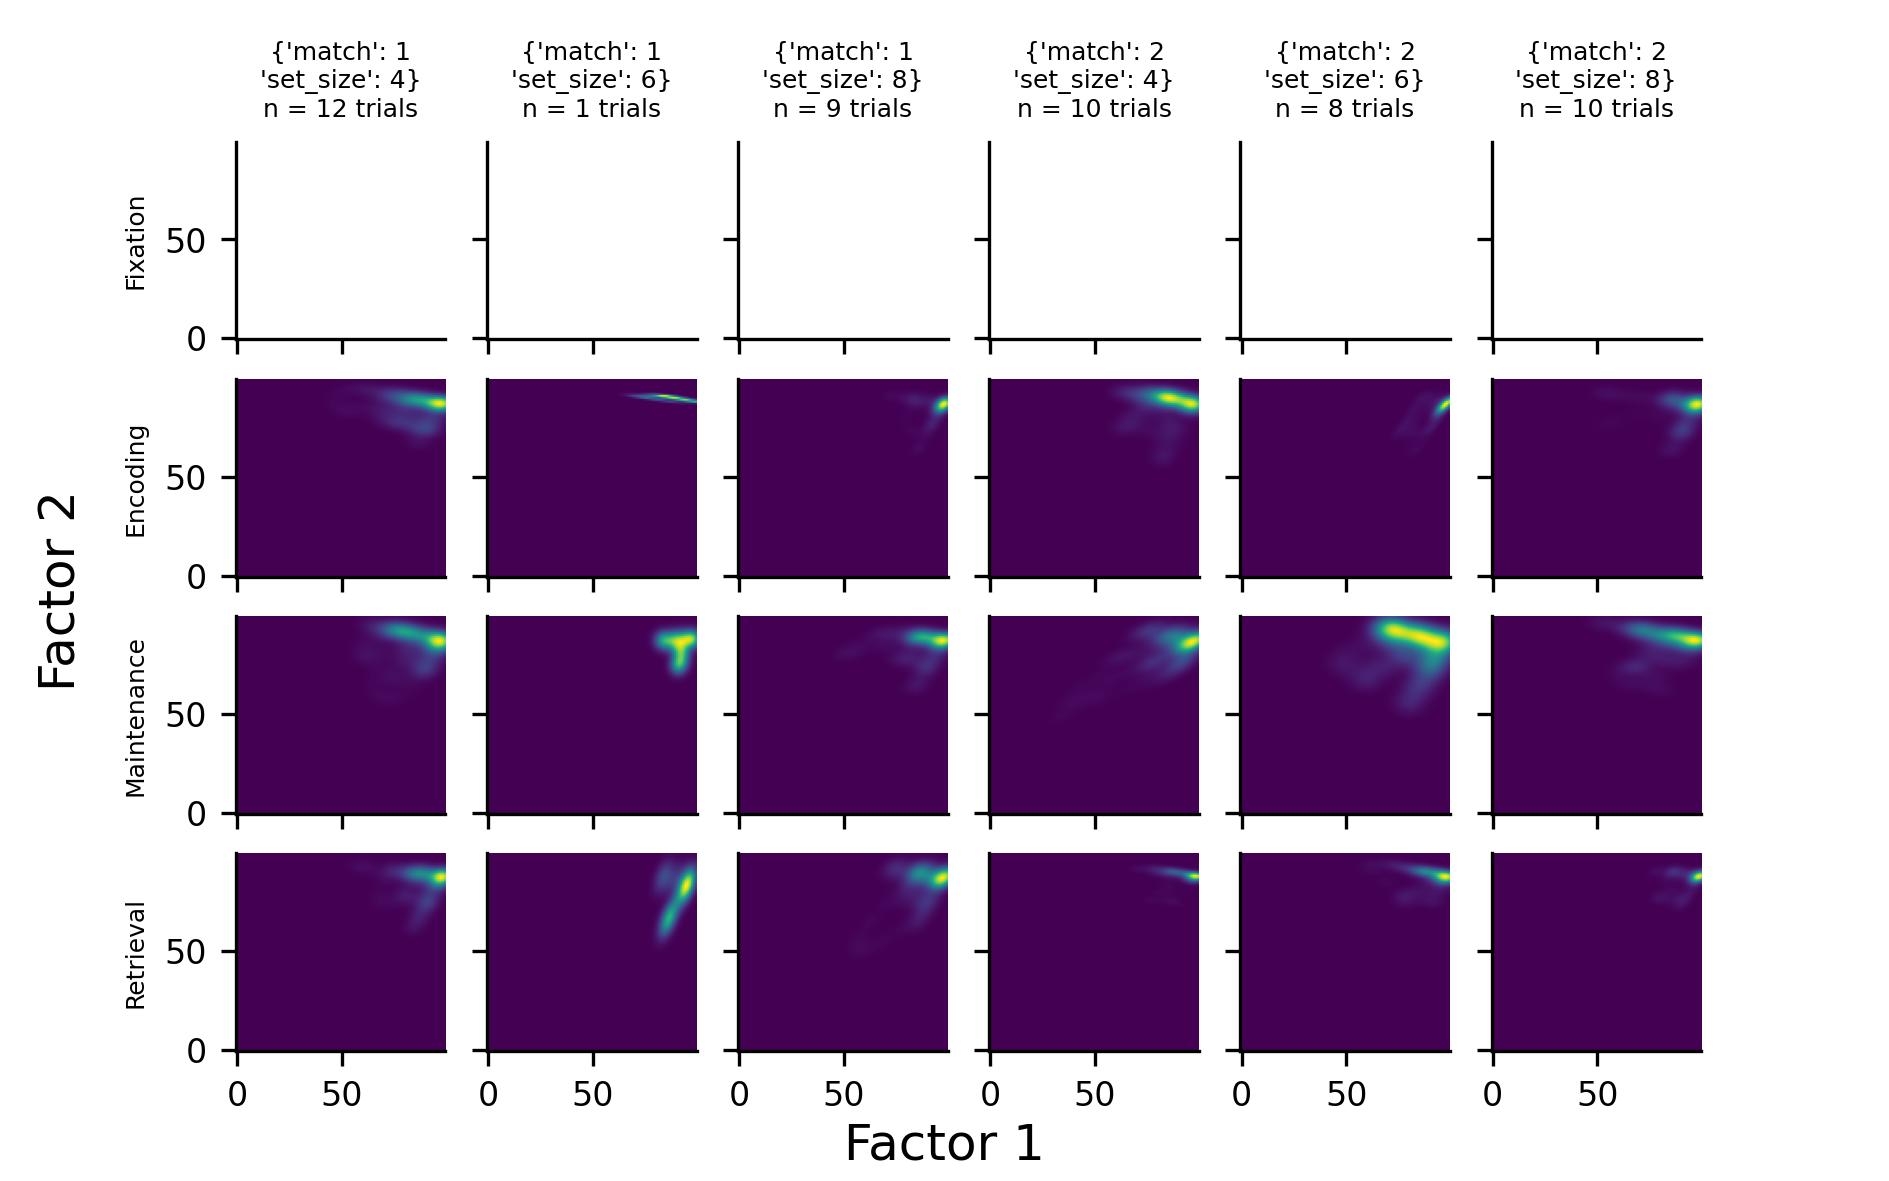 {'match': 1
'set_size': 4}
n = 12 trials
{'match': 1
'set_size': 6}
n = 1 trials
{'match': 1
'set_size': 8}
n = 9 trials
{'match': 2
'set_size': 4}
n = 10 trials
{'match': 2
'set_size': 6}
n = 8 trials
{'match': 2
'set_size': 8}
n = 10 trials
Factor 2
Fixation
50
0
Encoding
50
0
Maintenance
50
0
Retrieval
50
0
0 50 0 50 0 50 0 50 0 50 0 50
Factor 1